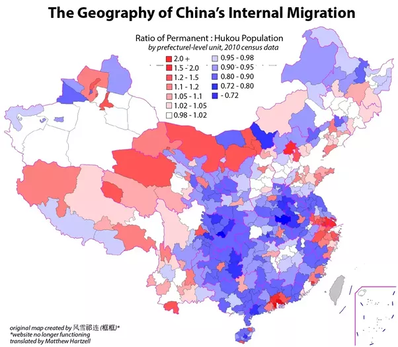 The Geography of China's Internal Migration
Ratio of Permanent : Hukou Population
by prefecturel-level unit, 2010 census data
2.0 +
1.5 - 2.0
1.2 - 1.5
1.1 - 1.2
1.05 - 1.1
1.02 - 1.05
0.98 - 1.02
0.95 - 0.98
0.90 - 0.95
0.80 - 0.90
0.72 - 0.80
- 0.72
original map created by 风雪祁连 (框框)*
*website no longer functioning
translated by Matthew Hartzell